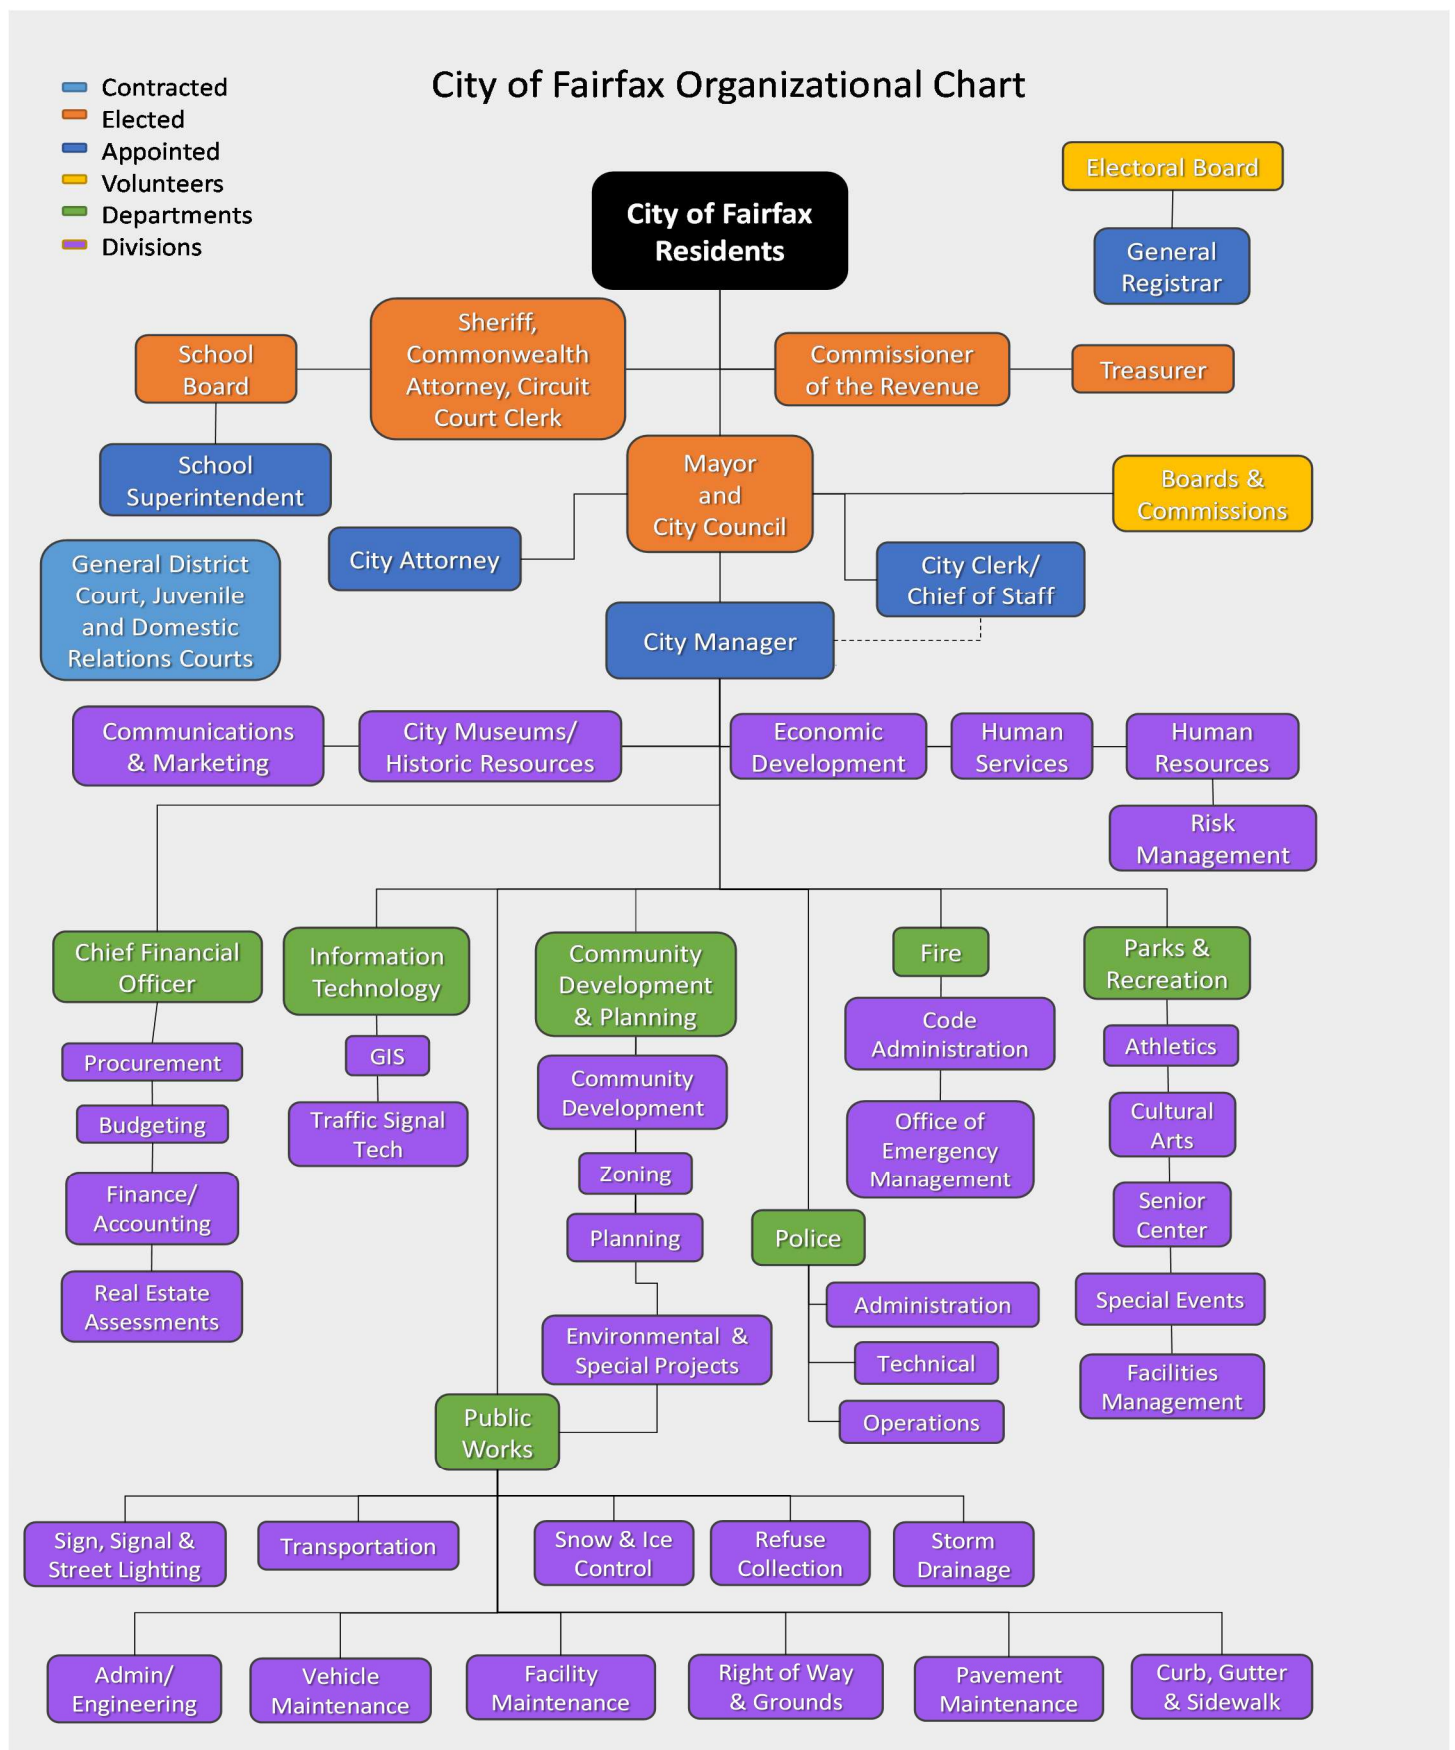 City of Fairfax Organizational Chart
Contracted
Elected
Appointed
Volunteers
Departments
Divisions
Electoral Board
General
Registrar
City of Fairfax
Residents
School
Board
Sheriff,
Commonwealth
Attorney, Circuit
Court Clerk
Commissioner
of the Revenue
Treasurer
School
Superintendent
Mayor
and
City Council
Boards &
Commissions
City Attorney
City Clerk/
Chief of Staff
General District
Court, Juvenile
and Domestic
Relations Courts
City Manager
Communications
& Marketing
City Museums/
Historic Resources
Economic
Development
Human
Services
Human
Resources
Risk
Management
Chief Financial
Officer
Procurement
Budgeting
Finance/
Accounting
Real Estate
Assessments
Information
Technology
GIS
Traffic Signal
Tech
Community
Development
& Planning
Community
Development
Zoning
Planning
Environmental &
Special Projects
Police
Administration
Technical
Operations
Fire
Code
Administration
Office of
Emergency
Management
Parks &
Recreation
Athletics
Cultural
Arts
Senior
Center
Special Events
Facilities
Management
Public
Works
Sign, Signal &
Street Lighting
Transportation
Snow & Ice
Control
Refuse
Collection
Storm
Drainage
Admin/
Engineering
Vehicle
Maintenance
Facility
Maintenance
Right of Way
& Grounds
Pavement
Maintenance
Curb, Gutter
& Sidewalk